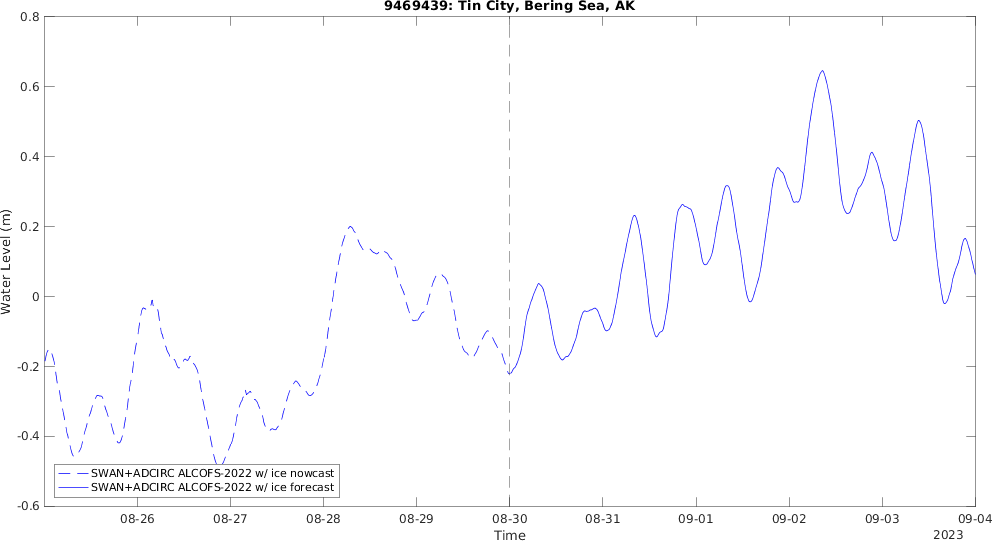 9469439: Tin City, Bering Sea, AK
0.8
0.6
0.4
0.2
0
-0.2
-0.4
-0.6
Water Level (m)
SWAN+ADCIRC ALCOFS-2022 w/ ice nowcast
SWAN+ADCIRC ALCOFS-2022 w/ ice forecast
08-26 08-27 08-28 08-29 08-30 08-31 09-01 09-02 09-03 09-04
Time
2023